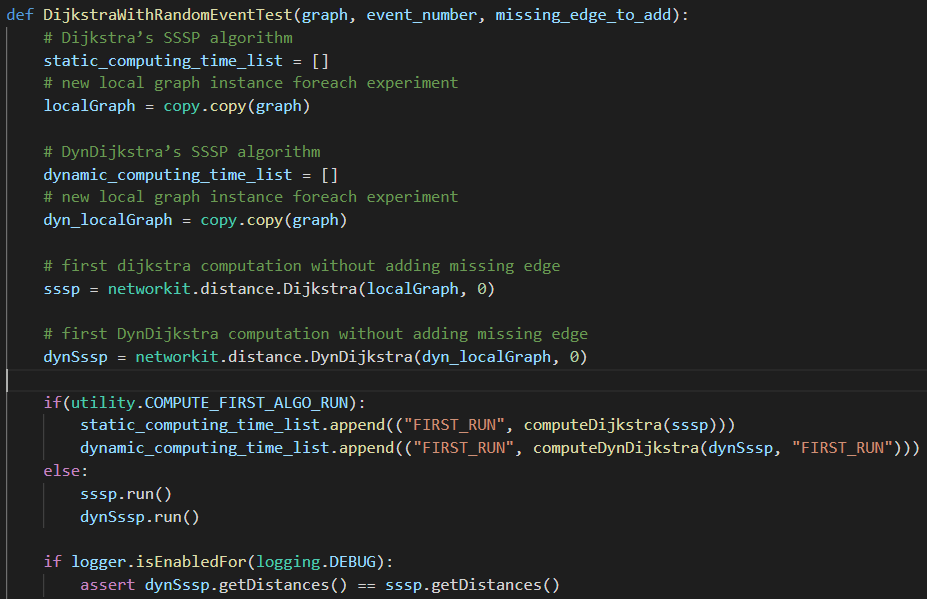 def DijkstraWithRandomEventTest(graph, event_number, missing_edge_to_add):
    # Dijkstra’s SSSP algorithm
    static_computing_time_list = []
    # new local graph instance foreach experiment
    localGraph = copy.copy(graph)

    # DynDijkstra’s SSSP algorithm
    dynamic_computing_time_list = []
    # new local graph instance foreach experiment
    dyn_localGraph = copy.copy(graph)

    # first dijkstra computation without adding missing edge
    sssp = networkit.distance.Dijkstra(localGraph, 0)

    # first DynDijkstra computation without adding missing edge
    dynSssp = networkit.distance.DynDijkstra(dyn_localGraph, 0)

    if(utility.COMPUTE_FIRST_ALGO_RUN):
        static_computing_time_list.append(("FIRST_RUN", computeDijkstra(sssp)))
        dynamic_computing_time_list.append(("FIRST_RUN", computeDynDijkstra(dynSssp, "FIRST_RUN")))
    else:
        sssp.run()
        dynSssp.run()

    if logger.isEnabledFor(logging.DEBUG):
        assert dynSssp.getDistances() == sssp.getDistances()